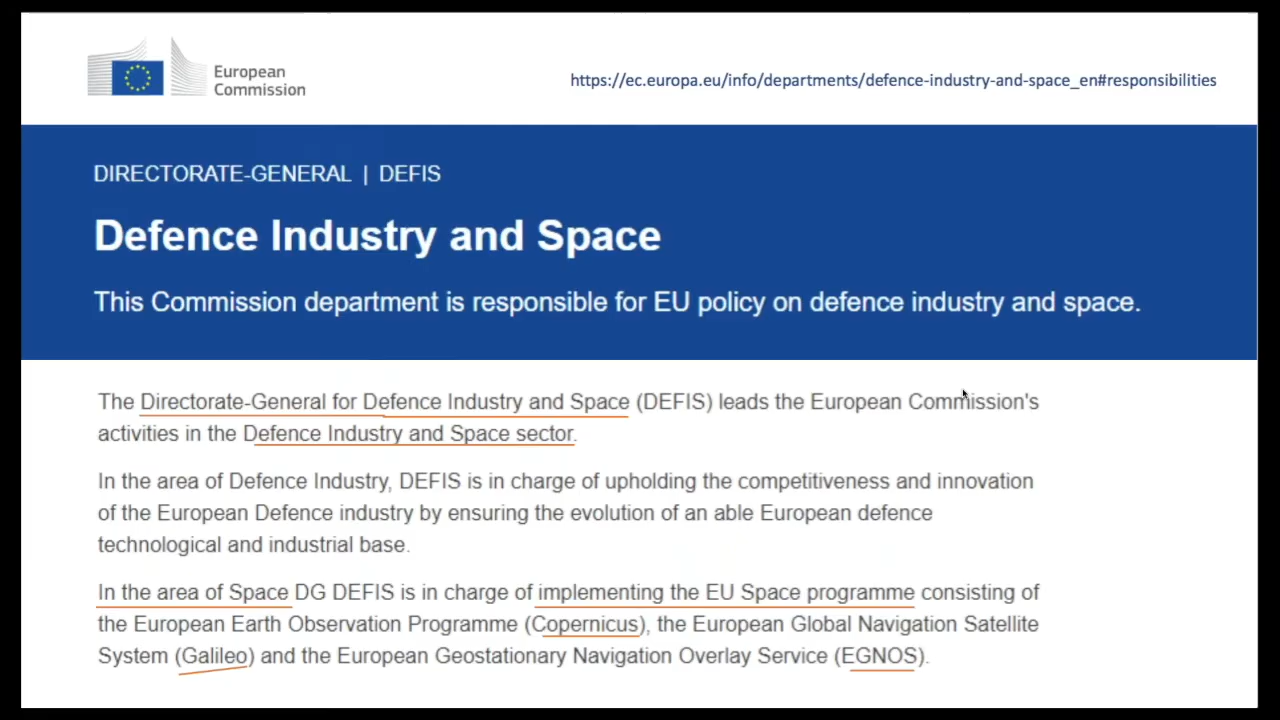 European
Commission
https://ec.europa.eu/info/departments/defence-industry-and-space_en#responsibilities
DIRECTORATE-GENERAL | DEFIS
Defence Industry and Space
This Commission department is responsible for EU policy on defence industry and space.
The Directorate-General for Defence Industry and Space (DEFIS) leads the European Commission's
activities in the Defence Industry and Space sector.
In the area of Defence Industry, DEFIS is in charge of upholding the competitiveness and innovation
of the European Defence industry by ensuring the evolution of an able European defence
technological and industrial base.
In the area of Space DG DEFIS is in charge of implementing the EU Space programme consisting of
the European Earth Observation Programme (Copernicus), the European Global Navigation Satellite
System (Galileo) and the European Geostationary Navigation Overlay Service (EGNOS).